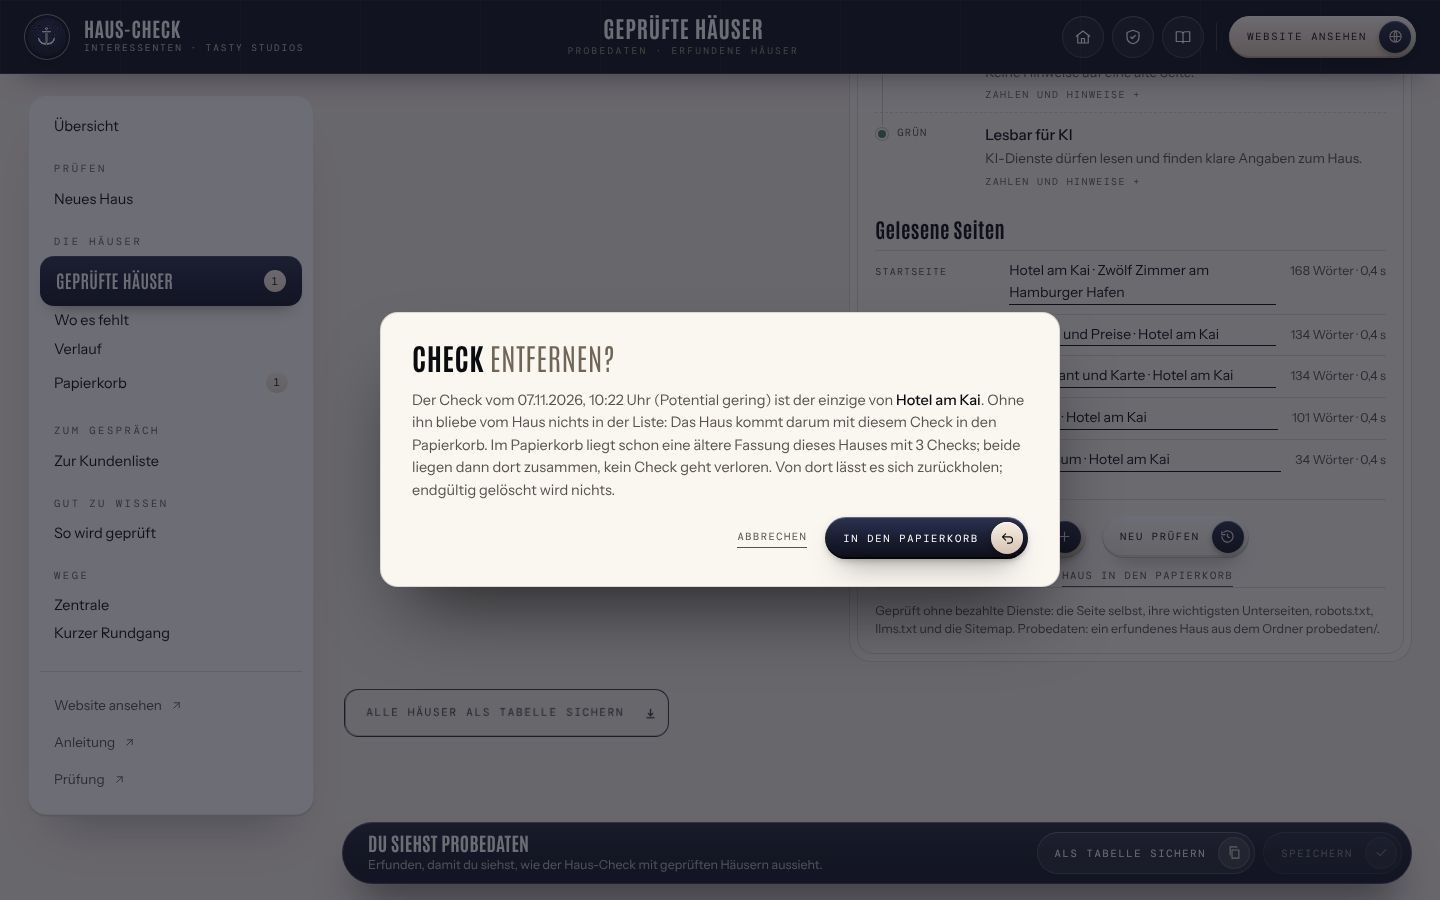 HAUS-CHECK
INTERESSENTEN · TASTY STUDIOS
GEPRÜFTE HÄUSER
PROBEDATEN · ERFUNDENE HÄUSER
WEBSITE ANSEHEN
Übersicht
PRÜFEN
Neues Haus
DIE HÄUSER
GEPRÜFTE HÄUSER 1
Wo es fehlt
Verlauf
Papierkorb 1
ZUM GESPRÄCH
Zur Kundenliste
GUT ZU WISSEN
So wird geprüft
WEGE
Zentrale
Kurzer Rundgang
Website ansehen
Anleitung
Prüfung
Keine Hinweise auf eine alte Seite.
ZAHLEN UND HINWEISE +
GRÜN
Lesbar für KI
KI-Dienste dürfen lesen und finden klare Angaben zum Haus.
ZAHLEN UND HINWEISE +
Gelesene Seiten
STARTSEITE Hotel am Kai · Zwölf Zimmer am 168 Wörter · 0,4 s
Hamburger Hafen
und Preise · Hotel am Kai 134 Wörter · 0,4 s
ant und Karte · Hotel am Kai 134 Wörter · 0,4 s
· Hotel am Kai 101 Wörter · 0,4 s
um · Hotel am Kai 34 Wörter · 0,4 s
CHECK ENTFERNEN?
Der Check vom 07.11.2026, 10:22 Uhr (Potential gering) ist der einzige von Hotel am Kai. Ohne
ihn bliebe vom Haus nichts in der Liste: Das Haus kommt darum mit diesem Check in den
Papierkorb. Im Papierkorb liegt schon eine ältere Fassung dieses Hauses mit 3 Checks; beide
liegen dann dort zusammen, kein Check geht verloren. Von dort lässt es sich zurückholen;
endgültig gelöscht wird nichts.
ABBRECHEN
IN DEN PAPIERKORB
NEU PRÜFEN
HAUS IN DEN PAPIERKORB
Geprüft ohne bezahlte Dienste: die Seite selbst, ihre wichtigsten Unterseiten, robots.txt,
llms.txt und die Sitemap. Probedaten: ein erfundenes Haus aus dem Ordner probedaten/.
ALLE HÄUSER ALS TABELLE SICHERN
DU SIEHST PROBEDATEN
Erfunden, damit du siehst, wie der Haus-Check mit geprüften Häusern aussieht.
ALS TABELLE SICHERN
SPEICHERN